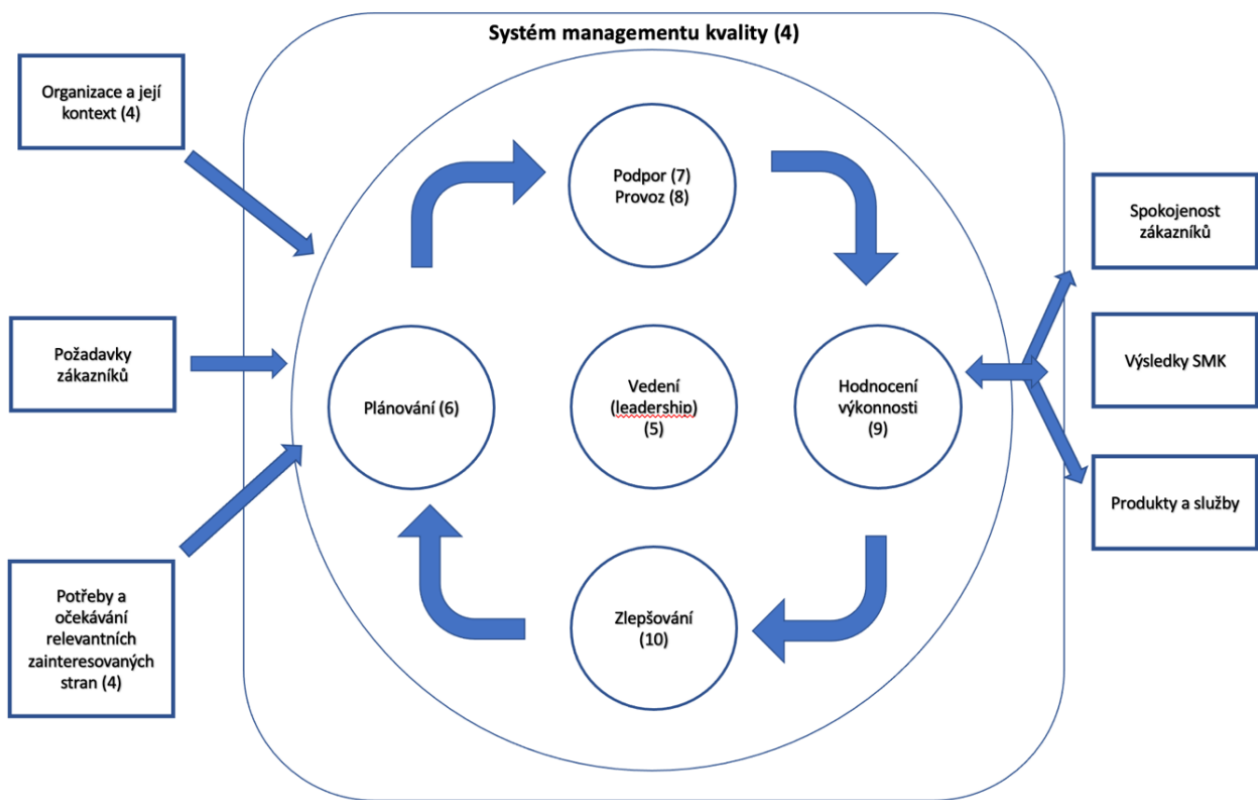 Systém managementu kvality (4)
Organizace a její
kontext (4)
Požadavky
zákazníků
Potřeby a
očekávání
relevantních
zainteresovaných
stran (4)
Podpor (7)
Provoz (8)
Plánování (6)
Vedení
(leadership)
(5)
Hodnocení
výkonnosti
(9)
Zlepšování
(10)
Spokojenost
zákazníků
Výsledky SMK
Produkty a služby